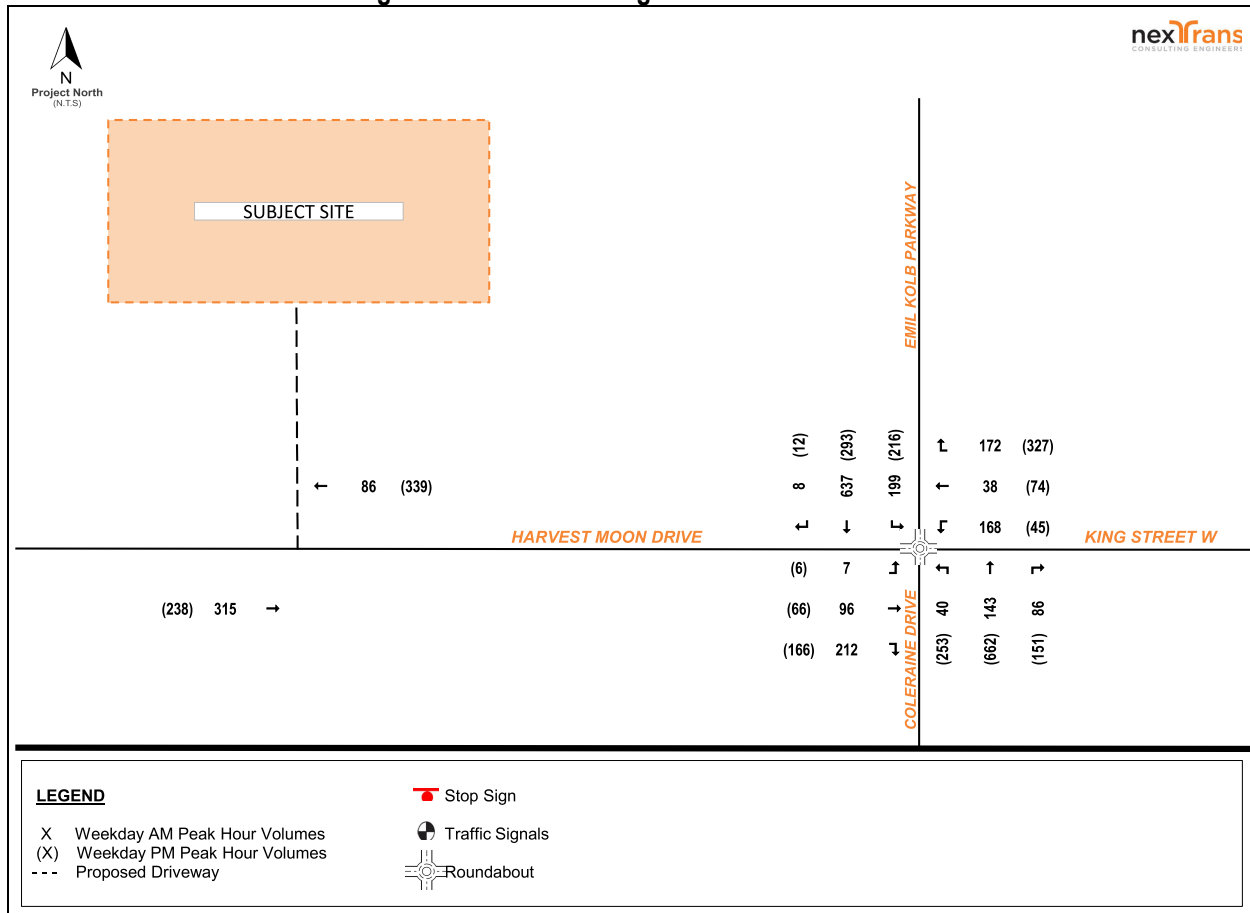 nexTrans
CONSULTING ENGINEERS
N
Project North
(N.T.S)
SUBJECT SITE
EMIL KOLB PARKWAY
(12) (293) (216) 172 (327)
86 (339) 8 637 199 38 (74)
168 (45)
HARVEST MOON DRIVE KING STREET W
(6) 7
(238) 315 (66) 96 40 143 86
(166) 212 (253) (662) (151)
COLERAINE DRIVE
LEGEND
X Weekday AM Peak Hour Volumes
(X) Weekday PM Peak Hour Volumes
--- Proposed Driveway
Stop Sign
Traffic Signals
Roundabout